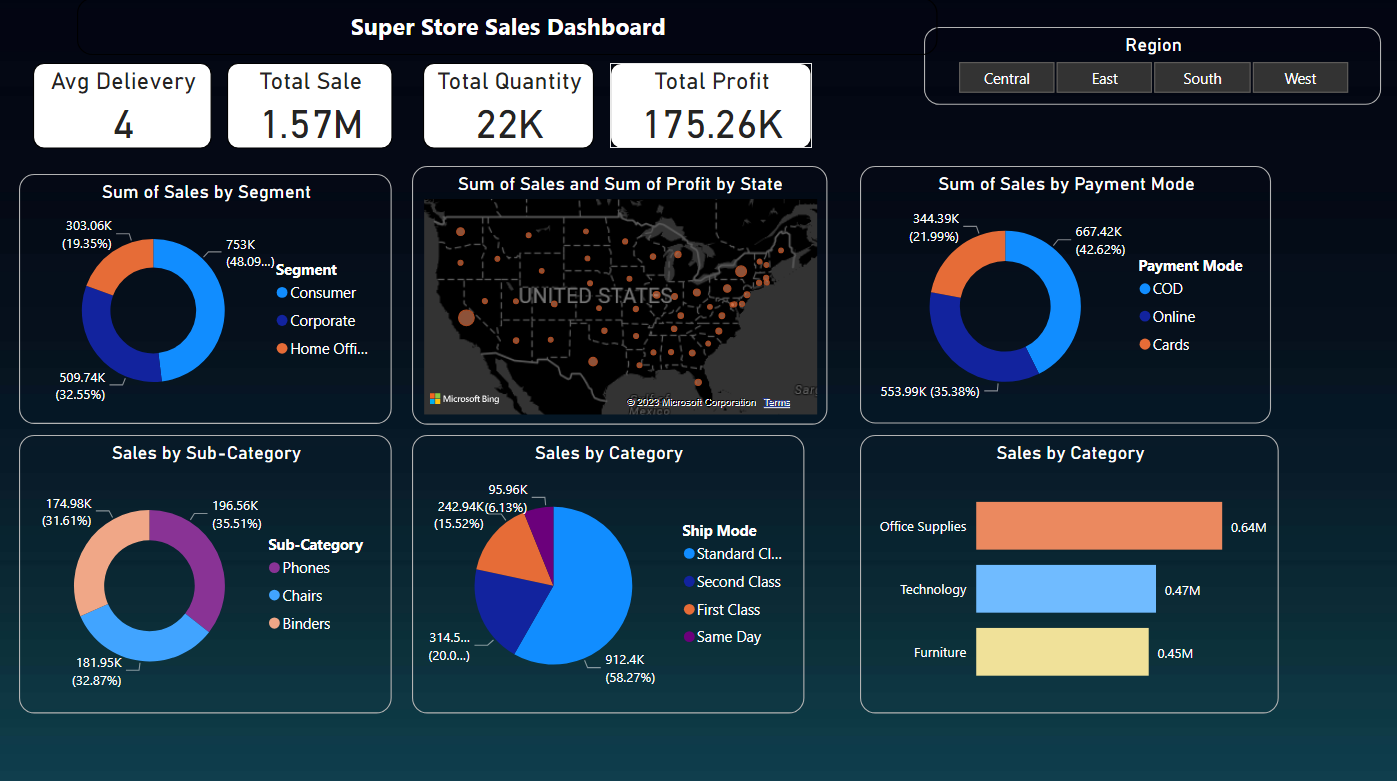 Super Store Sales Dashboard
Region
Central East South West
Avg Delievery
4
Total Sale
1.57M
Total Quantity
22K
Total Profit
175.26K
Sum of Sales by Segment
303.06K
(19.35%)
753K
(48.09...)
509.74K
(32.55%)
Segment
Consumer
Corporate
Home Offi...
Sum of Sales and Sum of Profit by State
UNITED STATES
Sar
Mexico
Microsoft Bing
© 2023 Microsoft Corporation Terms
Sum of Sales by Payment Mode
344.39K
(21.99%)
667.42K
(42.62%)
553.99K (35.38%)
Payment Mode
COD
Online
Cards
Sales by Sub-Category
174.98K
(31.61%)
196.56K
(35.51%)
181.95K
(32.87%)
Sub-Category
Phones
Chairs
Binders
Sales by Category
95.96K
(6.13%)
242.94K
(15.52%)
314.5...
(20.0...)
912.4K
(58.27%)
Ship Mode
Standard Cl...
Second Class
First Class
Same Day
Sales by Category
Office Supplies 0.64M
Technology 0.47M
Furniture 0.45M